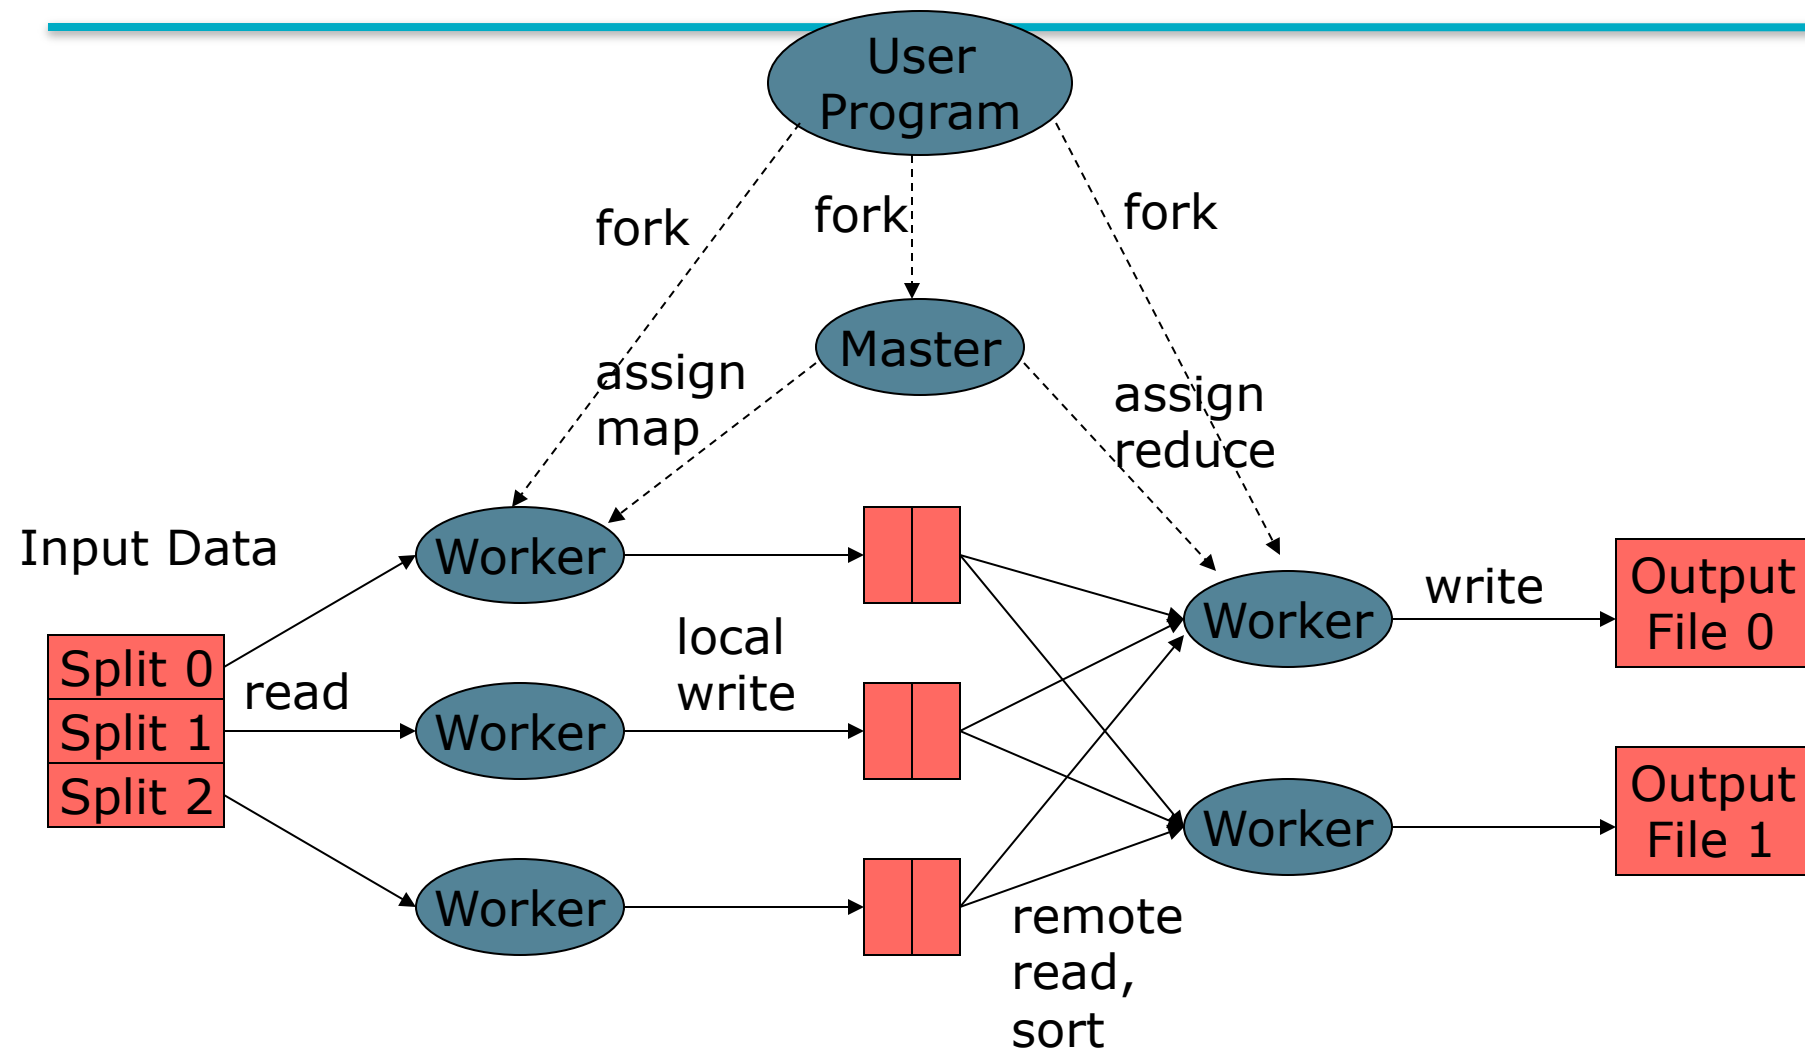 User
Program
fork
fork
fork
Master
assign
map
assign
reduce
Input Data
Split 0
Split 1
Split 2
read
Worker
Worker
Worker
local
write
remote
read,
sort
Worker
Worker
write
Output
File 0
Output
File 1